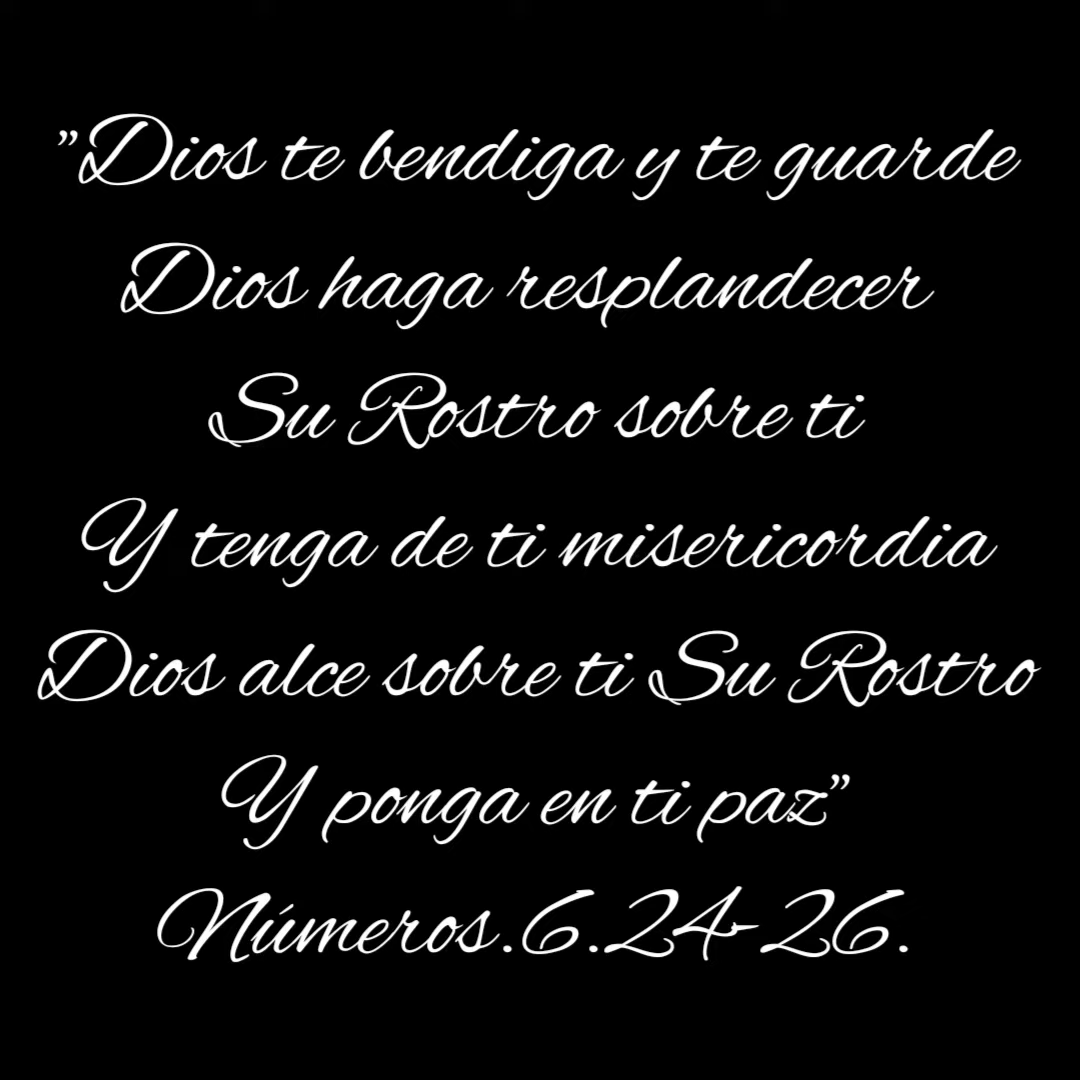 ”Dios te bendiga y te guarde
Dios haga resplandecer
Su Rostro sobre ti
Y tenga de ti misericordia
Dios alce sobre ti Su Rostro
Y ponga en ti paz”
Números.6.24-26.